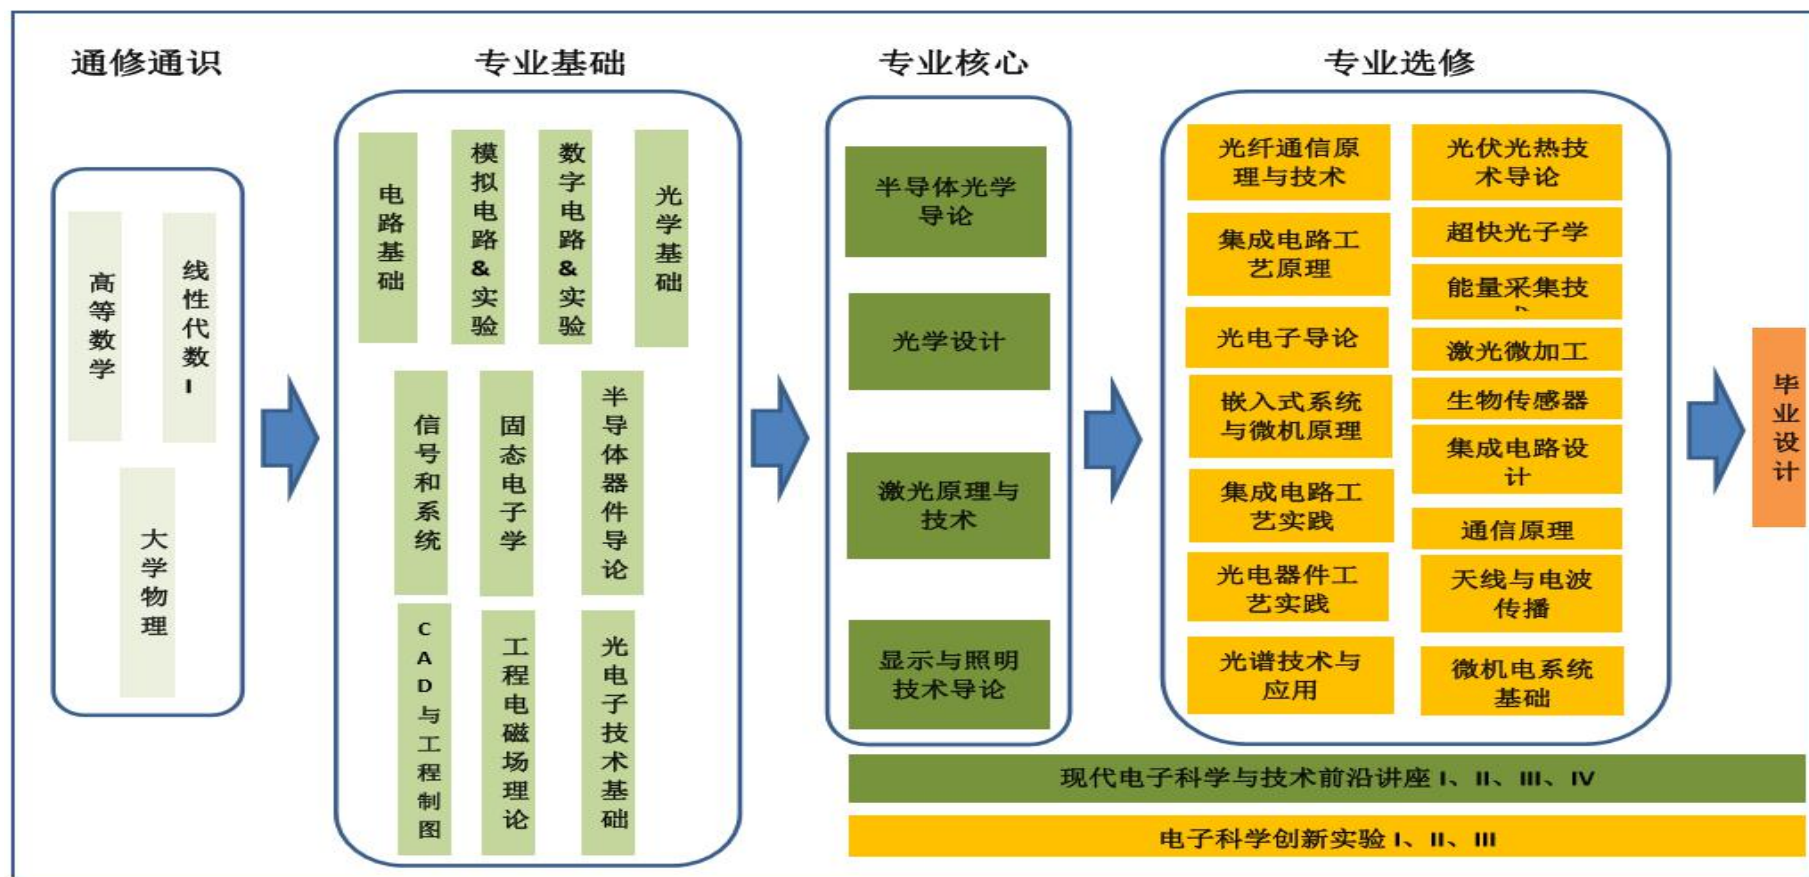 通修通识
专业基础
专业核心
专业选修
高等数学
线性代数I
大学物理
电路基础
模拟电路&实验
数字电路&实验
光学基础
信号和系统
固态电子学
半导体器件导论
CAD与工程制图
工程电磁场理论
光电子技术基础
半导体光学
导论
光学设计
激光原理与
技术
显示与照明
技术导论
光纤通信原
理与技术
集成电路工
艺原理
光电子导论
嵌入式系统
与微机原理
集成电路工
艺实践
光电器件工
艺实践
光谱技术与
应用
光伏光热技
术导论
超快光子学
能量采集技
激光微加工
生物传感器
集成电路设
计
通信原理
天线与电波
传播
微机电系统
基础
毕业设计
现代电子科学与技术前沿讲座 I、II、III、IV
电子科学创新实验 I、II、III